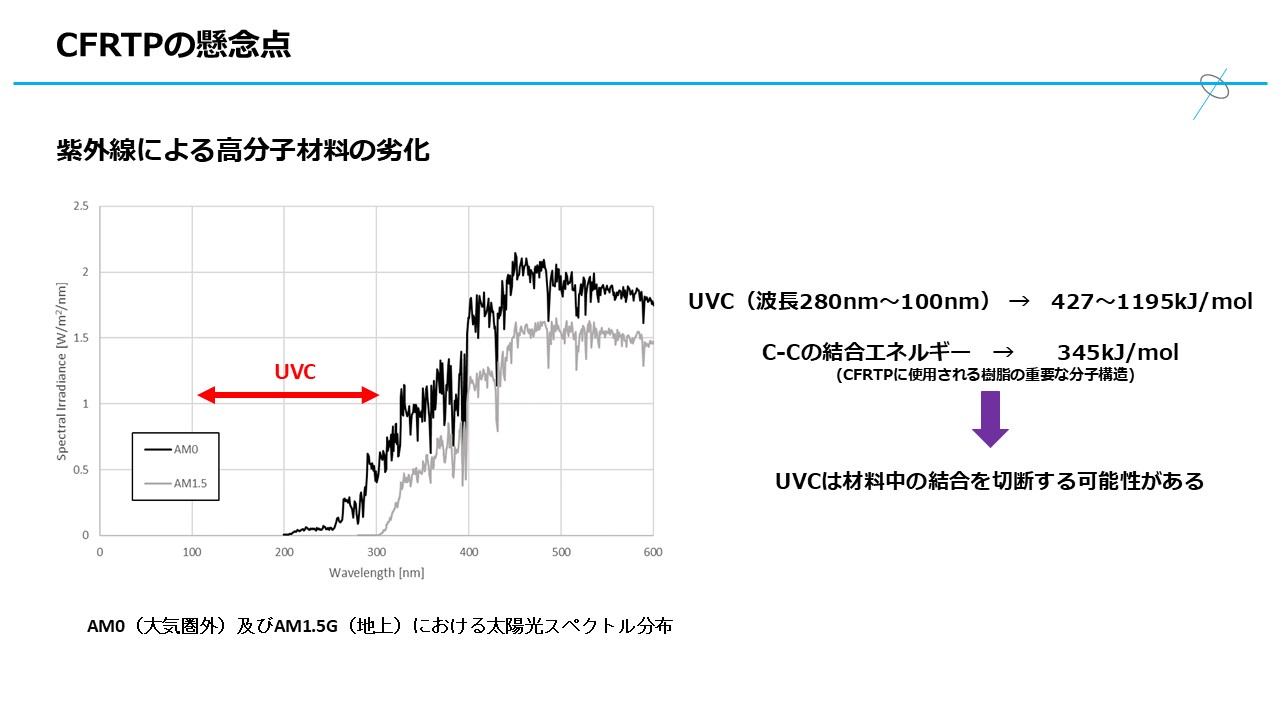 CFRTPの懸念点
紫外線による高分子材料の劣化
2.5
2
1.5
1
0.5
0
Spectral Irradiance [W/m²/nm]
UVC
AM0
AM1.5
0 100 200 300 400 500 600
Wavelength [nm]
AM0（大気圏外）及びAM1.5G（地上）における太陽光スペクトル分布
UVC（波長280nm～100nm） → 427～1195kJ/mol
C-Cの結合エネルギー → 345kJ/mol
(CFRTPに使用される樹脂の重要な分子構造)
UVCは材料中の結合を切断する可能性がある